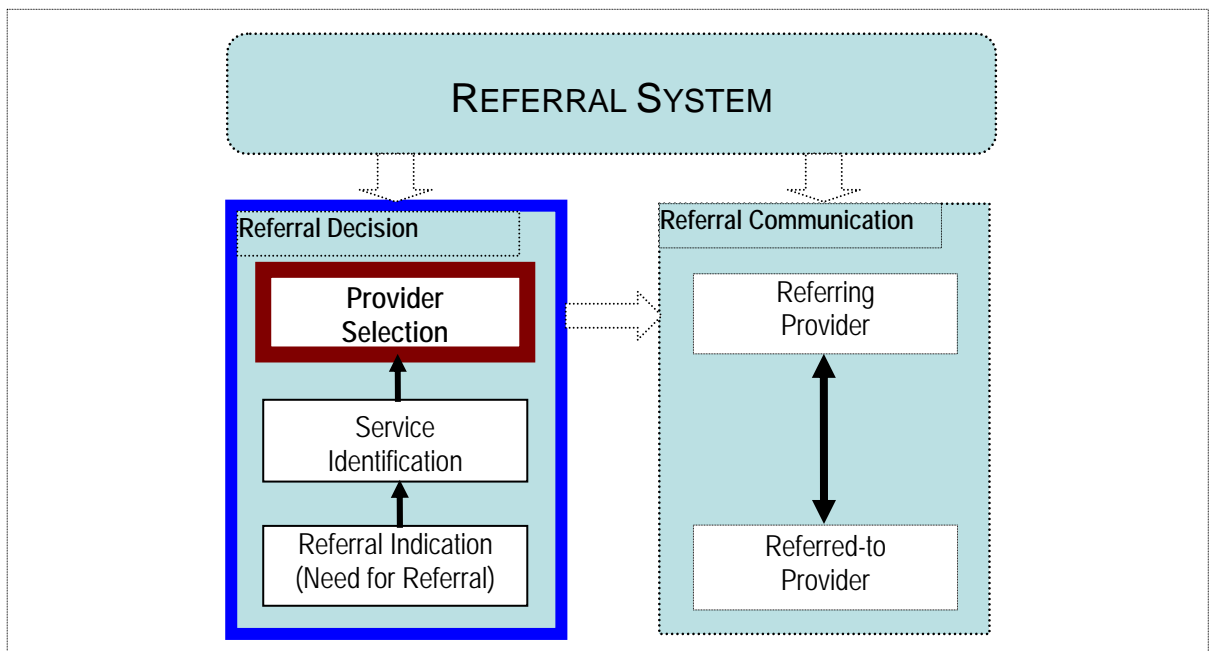 REFERRAL SYSTEM
Referral Decision
Provider
Selection
Service
Identification
Referral Indication
(Need for Referral)
Referral Communication
Referring
Provider
Referred-to
Provider